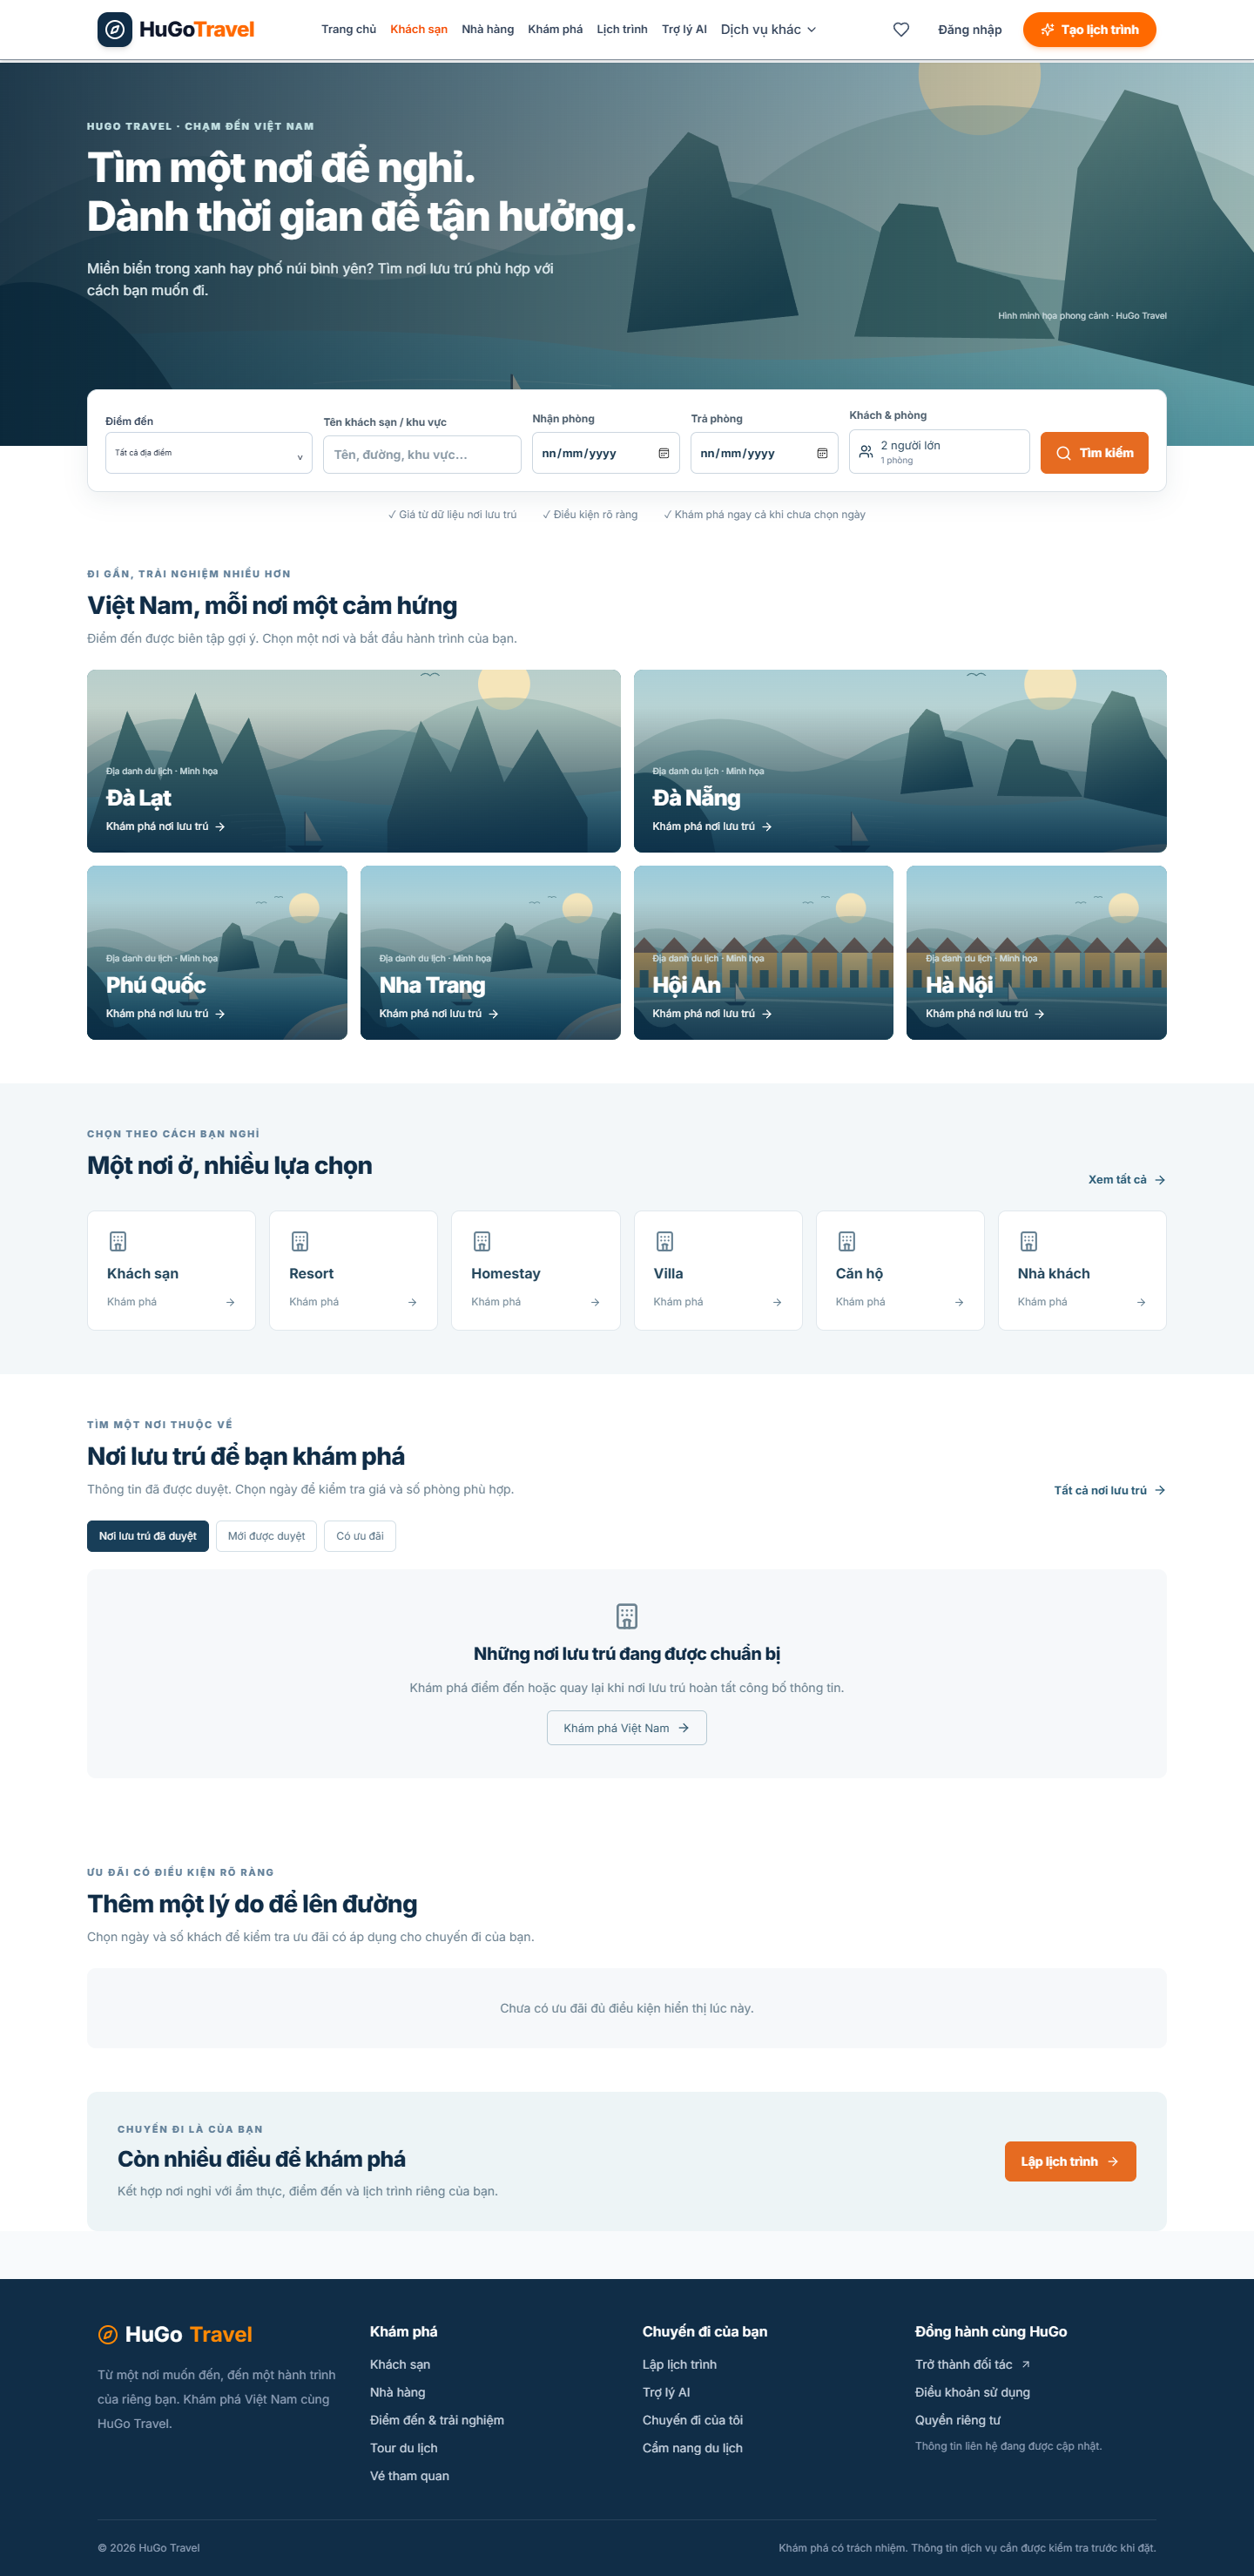 HuGoTravel
Trang chủ Khách sạn Nhà hàng Khám phá Lịch trình Trợ lý AI Dịch vụ khác Đăng nhập Tạo lịch trình
HUGO TRAVEL · CHẠM ĐẾN VIỆT NAM
Tìm một nơi để nghỉ.
Dành thời gian để tận hưởng.
Miền biển trong xanh hay phố núi bình yên? Tìm nơi lưu trú phù hợp với
cách bạn muốn đi.
Hình minh họa phong cảnh · HuGo Travel
Điểm đến Tên khách sạn / khu vực Nhận phòng Trả phòng Khách & phòng
Tất cả địa điểm Tên, đường, khu vực... nn/mm/yyyy nn/mm/yyyy 2 người lớn Tìm kiếm
1 phòng
✓ Giá từ dữ liệu nơi lưu trú ✓ Điều kiện rõ ràng ✓ Khám phá ngay cả khi chưa chọn ngày
ĐI GẦN, TRẢI NGHIỆM NHIỀU HƠN
Việt Nam, mỗi nơi một cảm hứng
Điểm đến được biên tập gợi ý. Chọn một nơi và bắt đầu hành trình của bạn.
Địa danh du lịch · Minh họa Địa danh du lịch · Minh họa
Đà Lạt Đà Nẵng
Khám phá nơi lưu trú → Khám phá nơi lưu trú →
Địa danh du lịch · Minh họa Địa danh du lịch · Minh họa Địa danh du lịch · Minh họa Địa danh du lịch · Minh họa
Phú Quốc Nha Trang Hội An Hà Nội
Khám phá nơi lưu trú → Khám phá nơi lưu trú → Khám phá nơi lưu trú → Khám phá nơi lưu trú →
CHỌN THEO CÁCH BẠN NGHỈ
Một nơi ở, nhiều lựa chọn
Xem tất cả →
Khách sạn Resort Homestay Villa Căn hộ Nhà khách
Khám phá → Khám phá → Khám phá → Khám phá → Khám phá → Khám phá →
TÌM MỘT NƠI THUỘC VỀ
Nơi lưu trú để bạn khám phá
Thông tin đã được duyệt. Chọn ngày để kiểm tra giá và số phòng phù hợp. Tất cả nơi lưu trú →
Nơi lưu trú đã duyệt Mới được duyệt Có ưu đãi
Những nơi lưu trú đang được chuẩn bị
Khám phá điểm đến hoặc quay lại khi nơi lưu trú hoàn tất công bố thông tin.
Khám phá Việt Nam →
ƯU ĐÃI CÓ ĐIỀU KIỆN RÕ RÀNG
Thêm một lý do để lên đường
Chọn ngày và số khách để kiểm tra ưu đãi có áp dụng cho chuyến đi của bạn.
Chưa có ưu đãi đủ điều kiện hiển thị lúc này.
CHUYẾN ĐI LÀ CỦA BẠN
Còn nhiều điều để khám phá
Kết hợp nơi nghỉ với ẩm thực, điểm đến và lịch trình riêng của bạn.
Lập lịch trình →
HuGo Travel
Từ một nơi muốn đến, đến một hành trình
của riêng bạn. Khám phá Việt Nam cùng
HuGo Travel.
Khám phá
Khách sạn
Nhà hàng
Điểm đến & trải nghiệm
Tour du lịch
Vé tham quan
Chuyến đi của bạn
Lập lịch trình
Trợ lý AI
Chuyến đi của tôi
Cẩm nang du lịch
Đồng hành cùng HuGo
Trở thành đối tác ↗
Điều khoản sử dụng
Quyền riêng tư
Thông tin liên hệ đang được cập nhật.
© 2026 HuGo Travel Khám phá có trách nhiệm. Thông tin dịch vụ cần được kiểm tra trước khi đặt.